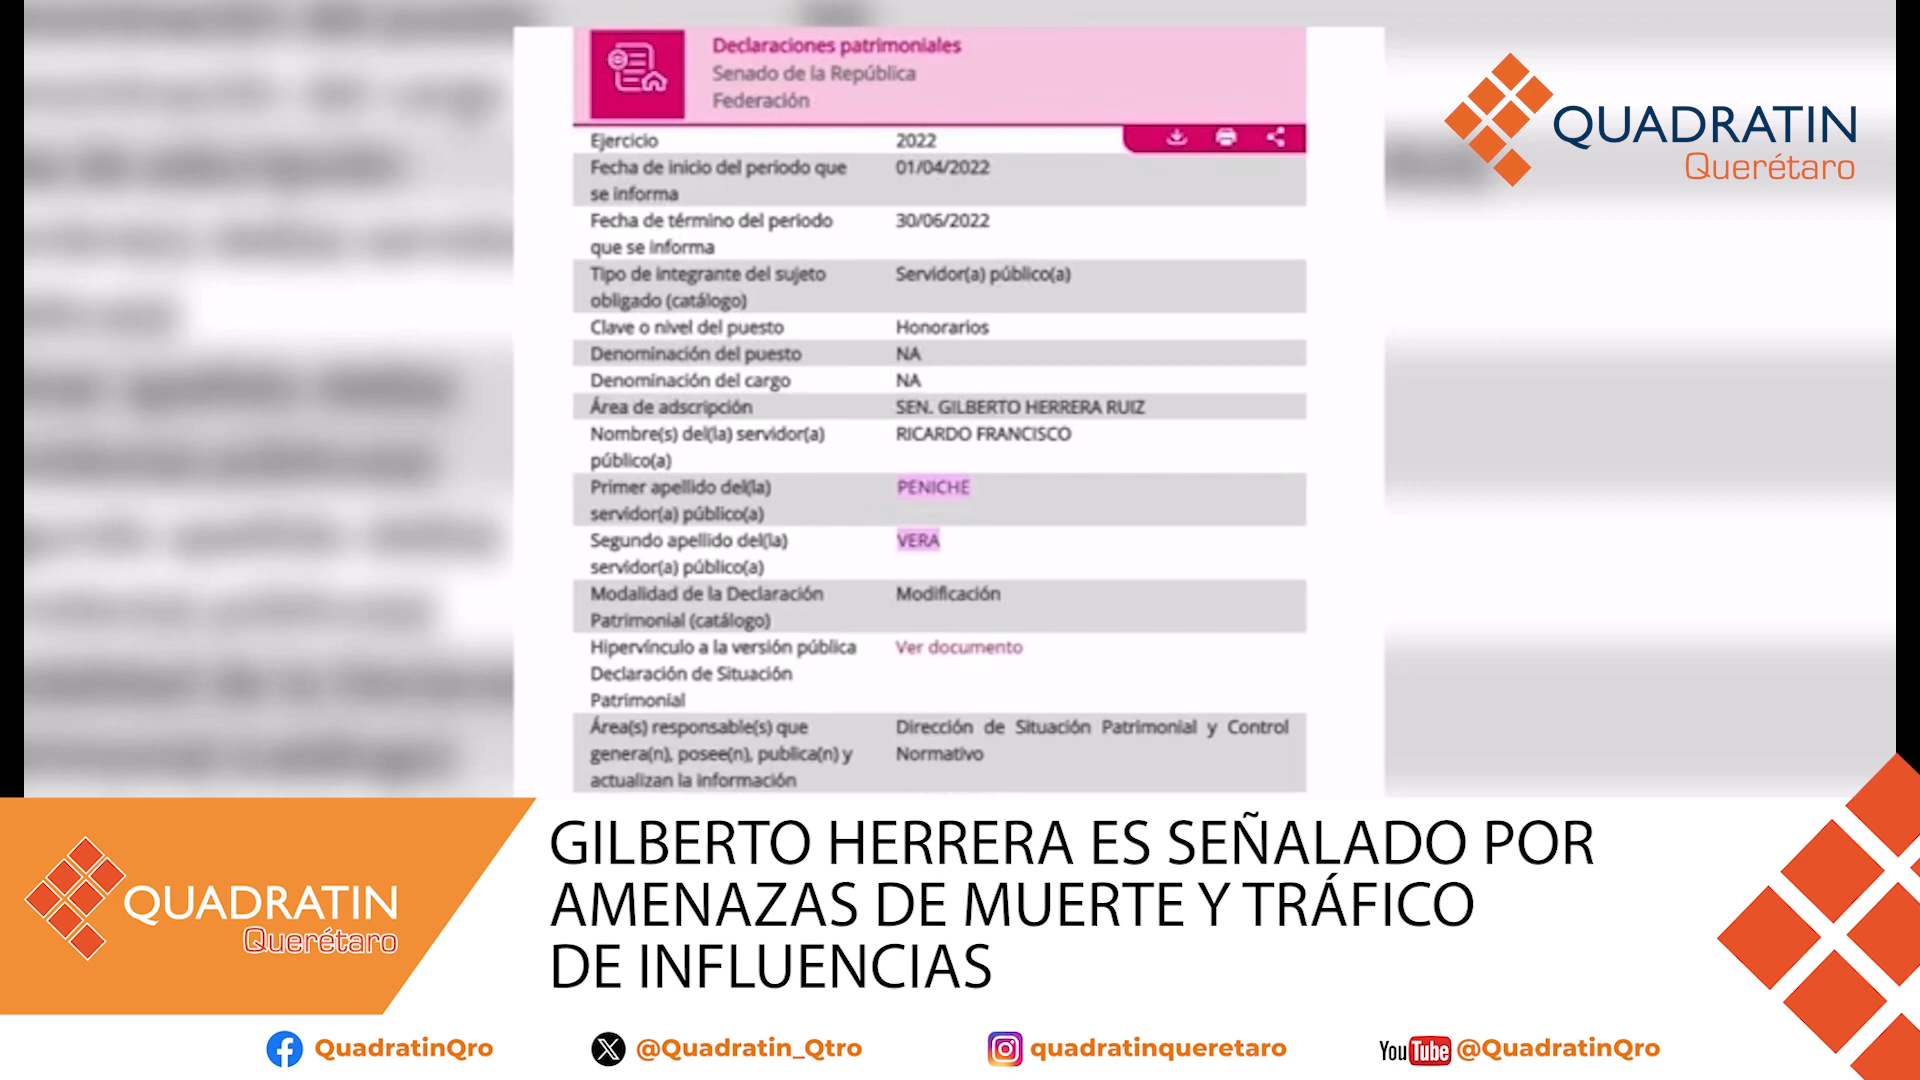 Declaraciones patrimoniales
Senado de la República
Federación
QUADRATIN
Querétaro
Ejercicio 2022
Fecha de inicio del periodo que 01/04/2022
se informa
Fecha de término del periodo 30/06/2022
que se informa
Tipo de integrante del sujeto Servidor(a) público(a)
obligado (catálogo)
Clave o nivel del puesto Honorarios
Denominación del puesto NA
Denominación del cargo NA
Área de adscripción SEN. GILBERTO HERRERA RUIZ
Nombre(s) del(la) servidor(a) RICARDO FRANCISCO
público(a)
Primer apellido del(la) PENICHE
servidor(a) público(a)
Segundo apellido del(la) VERA
servidor(a) público(a)
Modalidad de la Declaración Modificación
Patrimonial (catálogo)
Hipervínculo a la versión pública Ver documento
Declaración de Situación
Patrimonial
Área(s) responsable(s) que Dirección de Situación Patrimonial y Control
genera(n), posee(n), publica(n) y Normativo
actualizan la información
QUADRATIN
Querétaro
GILBERTO HERRERA ES SEÑALADO POR
AMENAZAS DE MUERTE Y TRÁFICO
DE INFLUENCIAS
QuadratinQro @Quadratin_Qtro quadratinqueretaro YouTube @QuadratinQro